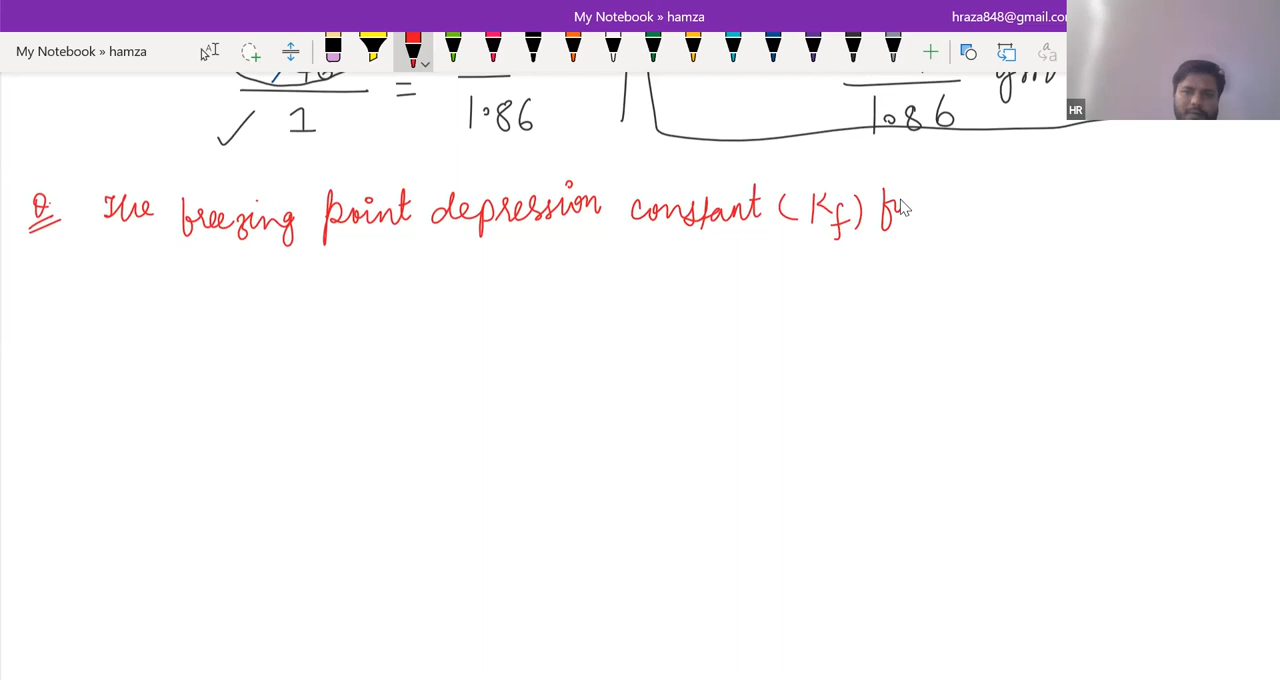 My Notebook » hamza
hraza848@gmail.co
My Notebook » hamza
HR
1 = 1.86
1.86
Q. The freezing point depression constant (Kf)